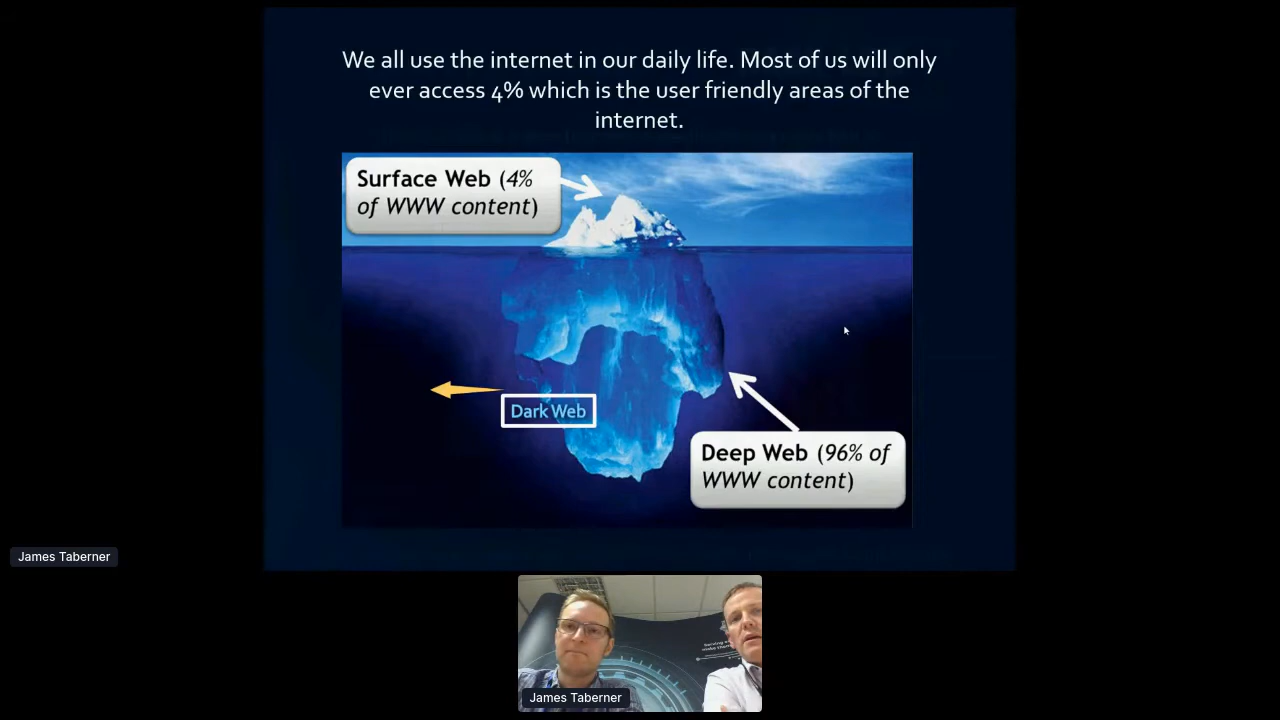 We all use the internet in our daily life. Most of us will only
ever access 4% which is the user friendly areas of the
internet.
Surface Web (4%
of WWW content)
Dark Web
Deep Web (96% of
WWW content)
James Taberner
James Taberner